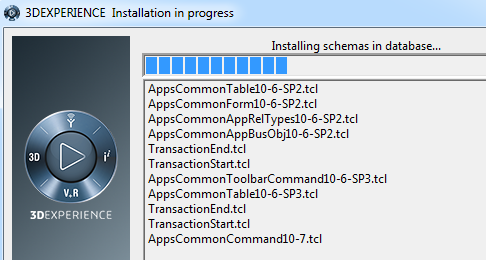 3DEXPERIENCE Installation in progress
Installing schemas in database...
AppsCommonTable10-6-SP2.tcl
AppsCommonForm10-6-SP2.tcl
AppsCommonAppRelTypes10-6-SP2.tcl
AppsCommonAppBusObj10-6-SP2.tcl
TransactionEnd.tcl
TransactionStart.tcl
AppsCommonToolbarCommand10-6-SP3.tcl
AppsCommonTable10-6-SP3.tcl
TransactionEnd.tcl
TransactionStart.tcl
AppsCommonCommand10-7.tcl
3D
i²
V.R
3DEXPERIENCE